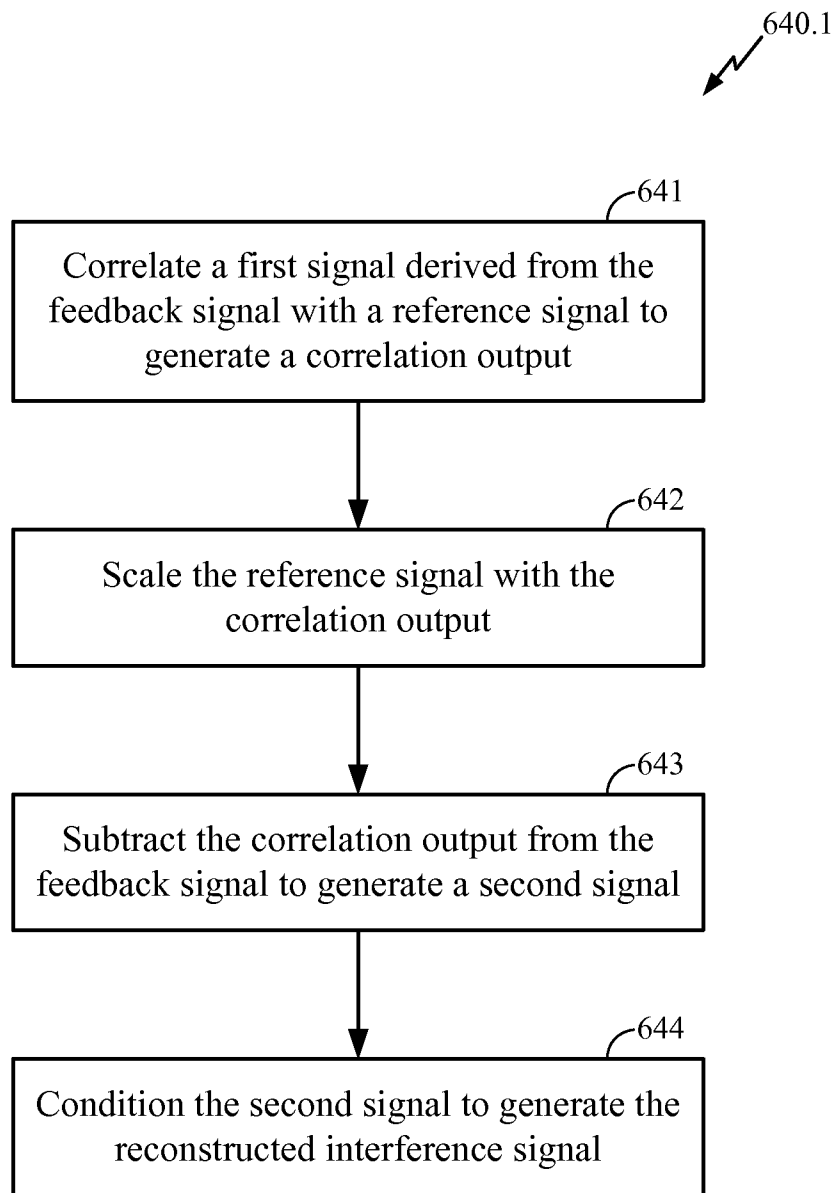 640.1
641
Correlate a first signal derived from the
feedback signal with a reference signal to
generate a correlation output
642
Scale the reference signal with the
correlation output
643
Subtract the correlation output from the
feedback signal to generate a second signal
644
Condition the second signal to generate the
reconstructed interference signal